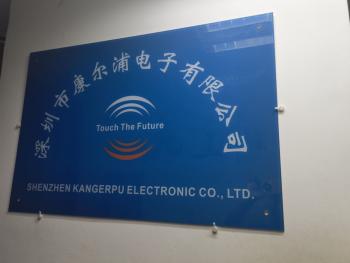 深圳市康尔浦电子有限公司
Touch The Future
SHENZHEN KANGERPU ELECTRONIC CO., LTD.